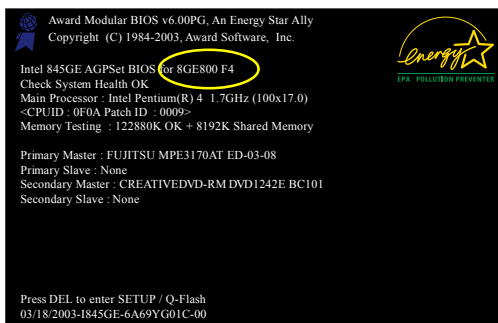 Award Modular BIOS v6.00PG, An Energy Star Ally
Copyright (C) 1984-2003, Award Software, Inc.
energy
EPA POLLUTION PREVENTER
Intel 845GE AGPSet BIOS for 8GE800 F4
Check System Health OK
Main Processor : Intel Pentium(R) 4 1.7GHz (100x17.0)
<CPUID : 0F0A Patch ID : 0009>
Memory Testing : 122880K OK + 8192K Shared Memory
Primary Master : FUJITSU MPE3170AT ED-03-08
Primary Slave : None
Secondary Master : CREATIVEDVD-RM DVD1242E BC101
Secondary Slave : None
Press DEL to enter SETUP / Q-Flash
03/18/2003-I845GE-6A69YG01C-00